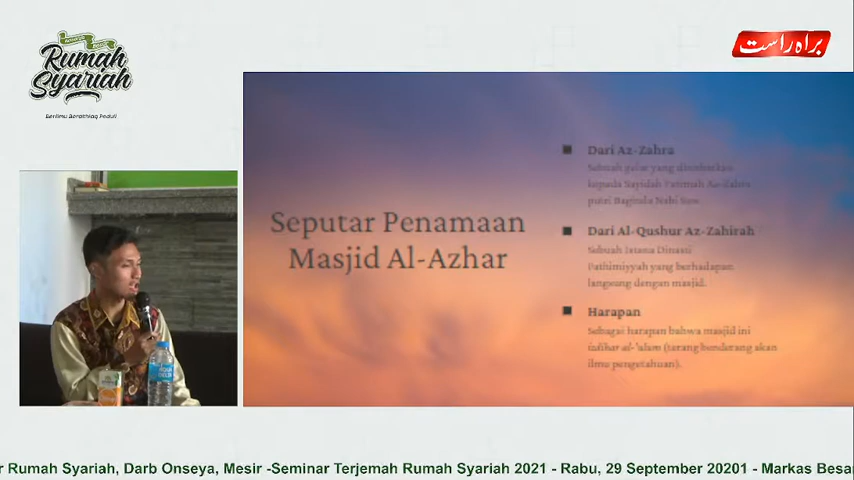 Rumah
Syariah
Berilmu Berakhlaq Peduli
براہ راست
Seputar Penamaan
Masjid Al-Azhar
Dari Az-Zahra
Sebuah gelar yang disematkan
kepada Sayidah Fatimah Az-Zahra
putri Baginda Nabi Saw.
Dari Al-Qushur Az-Zahirah
Sebuah Istana Dinasti
Fathimiyyah yang berhadapan
langsung dengan masjid.
Harapan
Sebagai harapan bahwa masjid ini
izdihar al-'ulum (terang benderang akan
ilmu pengetahuan).
r Rumah Syariah, Darb Onseya, Mesir -Seminar Terjemah Rumah Syariah 2021 - Rabu, 29 September 20201 - Markas Besa